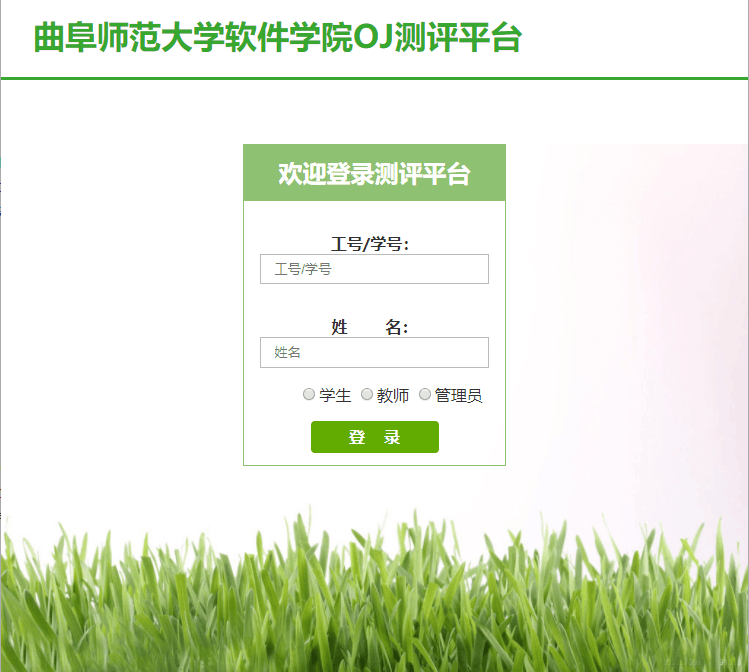 曲阜师范大学软件学院OJ测评平台
欢迎登录测评平台
工号/学号：
工号/学号
姓　　名：
姓名
学生 教师 管理员
登　录